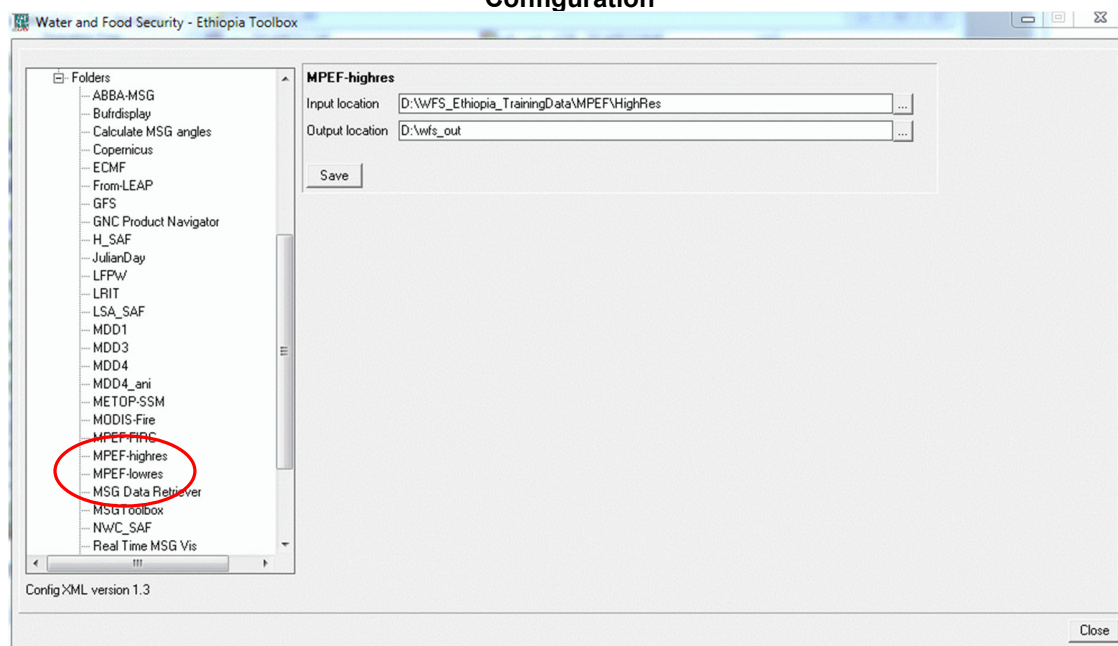 Configuration
Water and Food Security - Ethiopia Toolbox
Folders
ABBA-MSG
Bufrdisplay
Calculate MSG angles
Copernicus
ECMF
From-LEAP
GFS
GNC Product Navigator
H_SAF
JulianDay
LFPW
LRIT
LSA_SAF
MDD1
MDD3
MDD4
MDD4_ani
METOP-SSM
MODIS-Fire
MPEF-FIRC
MPEF-highres
MPEF-lowres
MSG Data Retriever
MSGToolbox
NWC_SAF
Real Time MSG Vis
Config XML version 1.3
MPEF-highres
Input location D:\WFS_Ethiopia_TrainingData\MPEF\HighRes ...
Output location D:\wfs_out ...
Save
Close